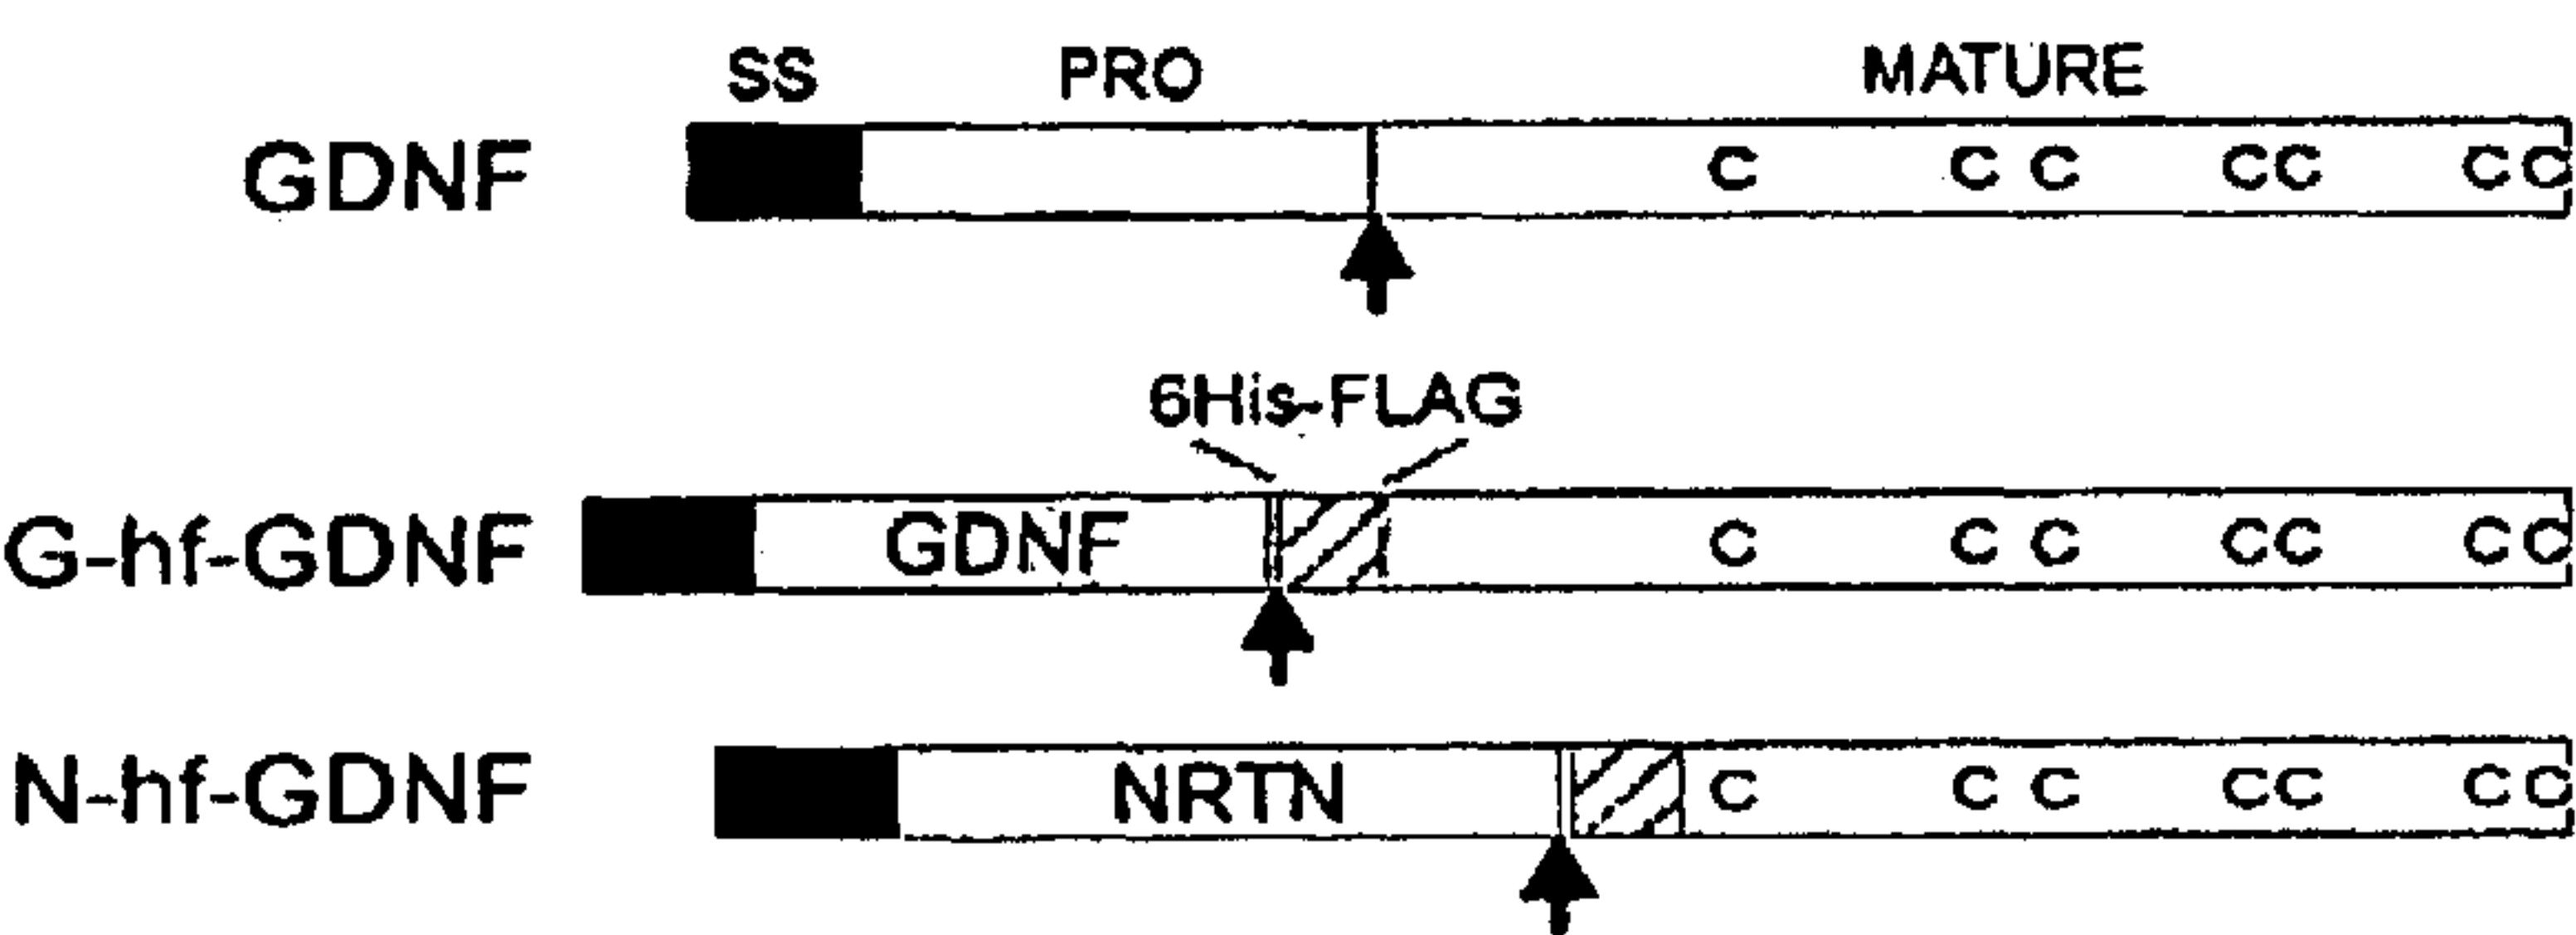 SS PRO MATURE
GDNF C C C CC CC
6His-FLAG
G-hf-GDNF GDNF C C C CC CC
N-hf-GDNF NRTN C C C CC CC